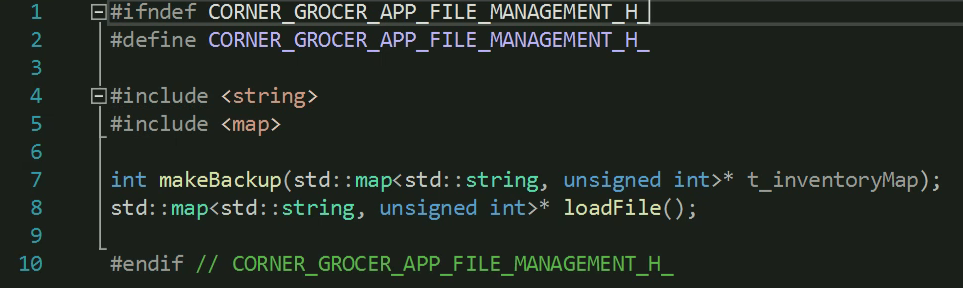 1 #ifndef CORNER_GROCER_APP_FILE_MANAGEMENT_H_
2 #define CORNER_GROCER_APP_FILE_MANAGEMENT_H_
3
4 #include <string>
5 #include <map>
6
7 int makeBackup(std::map<std::string, unsigned int>* t_inventoryMap);
8 std::map<std::string, unsigned int>* loadFile();
9
10 #endif // CORNER_GROCER_APP_FILE_MANAGEMENT_H_